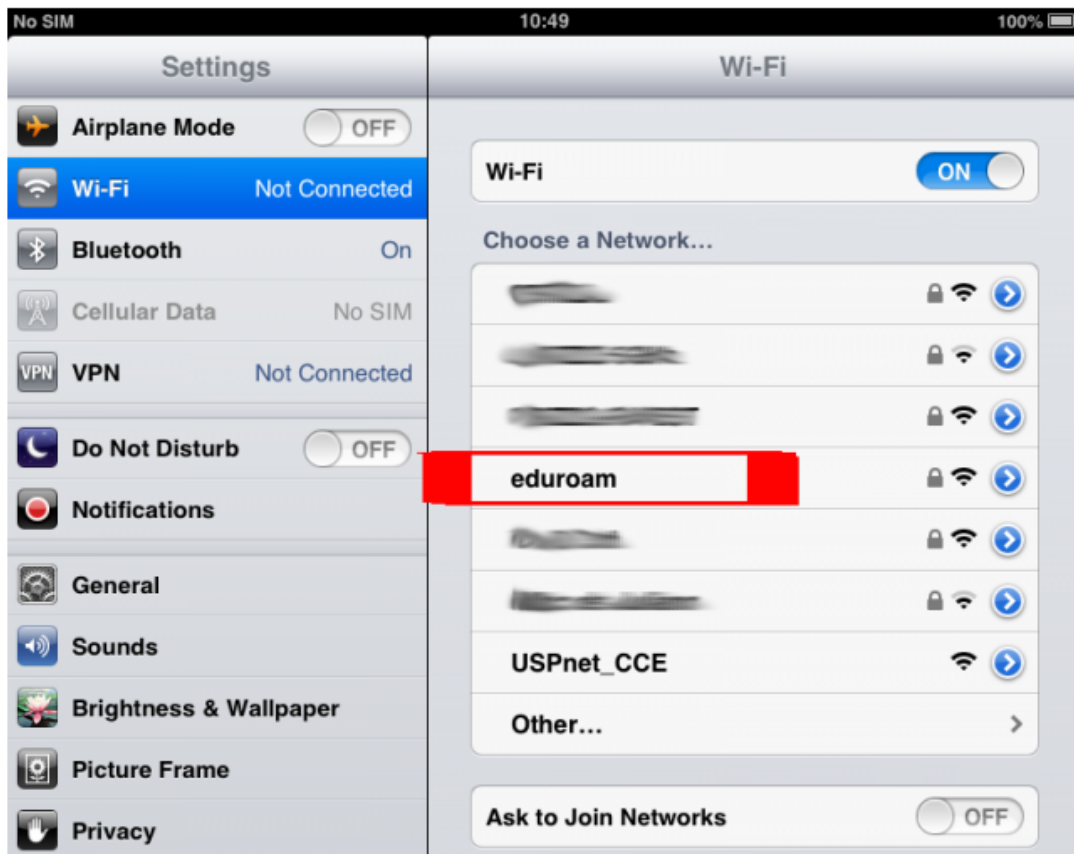 No SIM 10:49 100%
Settings
Airplane Mode OFF
Wi-Fi Not Connected
Bluetooth On
Cellular Data No SIM
VPN VPN Not Connected
Do Not Disturb OFF
Notifications
General
Sounds
Brightness & Wallpaper
Picture Frame
Privacy
Wi-Fi
Wi-Fi ON
Choose a Network...
eduroam
USPnet_CCE
Other...
Ask to Join Networks OFF